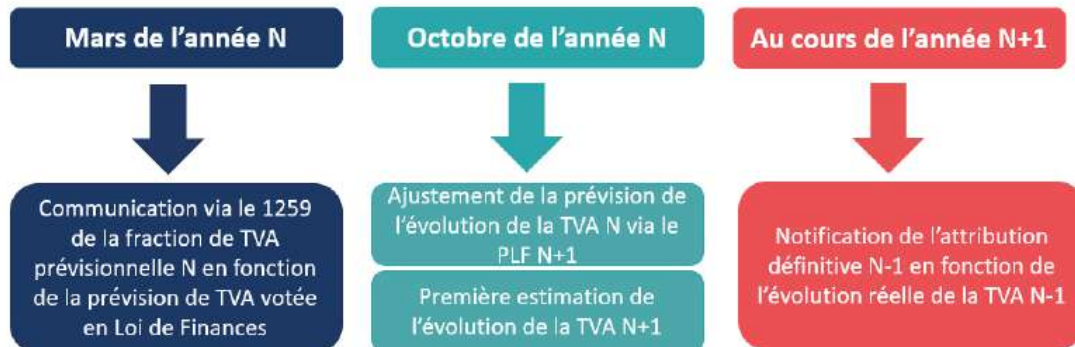 Mars de l'année N
Octobre de l'année N
Au cours de l'année N+1
Communication via le 1259
de la fraction de TVA
prévisionnelle N en fonction
de la prévision de TVA votée
en Loi de Finances
Ajustement de la prévision de
l'évolution de la TVA N via le
PLF N+1
Première estimation de
l'évolution de la TVA N+1
Notification de l'attribution
définitive N-1 en fonction de
l'évolution réelle de la TVA N-1